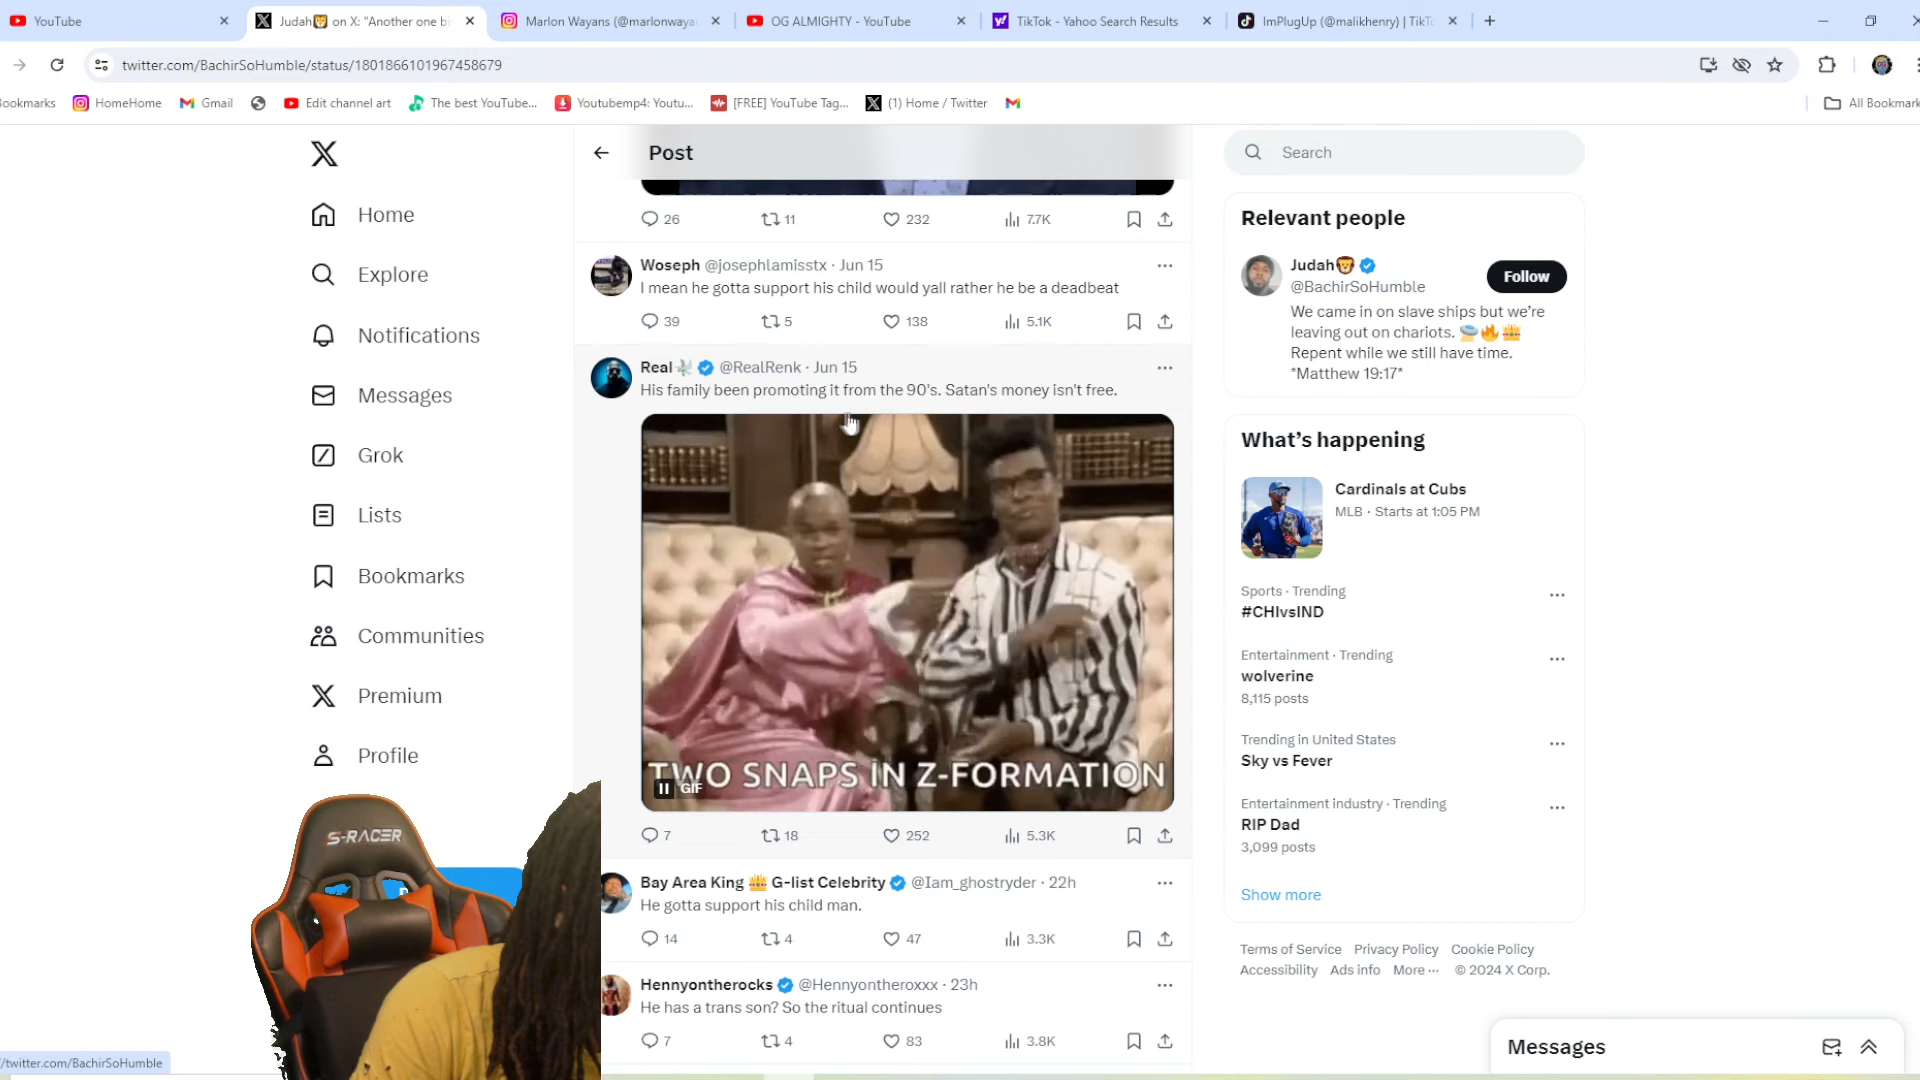 YouTube
Judah🦁 on X: "Another one bi
Marlon Wayans (@marlonwaya
OG ALMIGHTY - YouTube
TikTok - Yahoo Search Results
ImPlugUp (@malikhenry) | TikTo
twitter.com/BachirSoHumble/status/1801866101967458679
ookmarks
HomeHome
Gmail
Edit channel art
The best YouTube...
Youtubemp4: Youtu...
[FREE] YouTube Tag...
(1) Home / Twitter
All Bookmark
Home
Explore
Notifications
Messages
Grok
Lists
Bookmarks
Communities
Premium
Profile
Post
26 11 232 7.7K
Woseph @josephlamisstx · Jun 15
I mean he gotta support his child would yall rather he be a deadbeat
39 5 138 5.1K
Real🕊 @RealRenk · Jun 15
His family been promoting it from the 90's. Satan's money isn't free.
TWO SNAPS IN Z-FORMATION
GIF
7 18 252 5.3K
Bay Area King 👑 G-list Celebrity @Iam_ghostryder · 22h
He gotta support his child man.
14 4 47 3.3K
Hennyontherocks @Hennyontheroxxx · 23h
He has a trans son? So the ritual continues
7 4 83 3.8K
Search
Relevant people
Judah🦁
@BachirSoHumble
Follow
We came in on slave ships but we're
leaving out on chariots.
Repent while we still have time.
*Matthew 19:17*
What's happening
Cardinals at Cubs
MLB · Starts at 1:05 PM
Sports · Trending
#CHIvsIND
Entertainment · Trending
wolverine
8,115 posts
Trending in United States
Sky vs Fever
Entertainment industry · Trending
RIP Dad
3,099 posts
Show more
Terms of Service Privacy Policy Cookie Policy
Accessibility Ads info More ··· © 2024 X Corp.
Messages
S-RACER
/twitter.com/BachirSoHumble